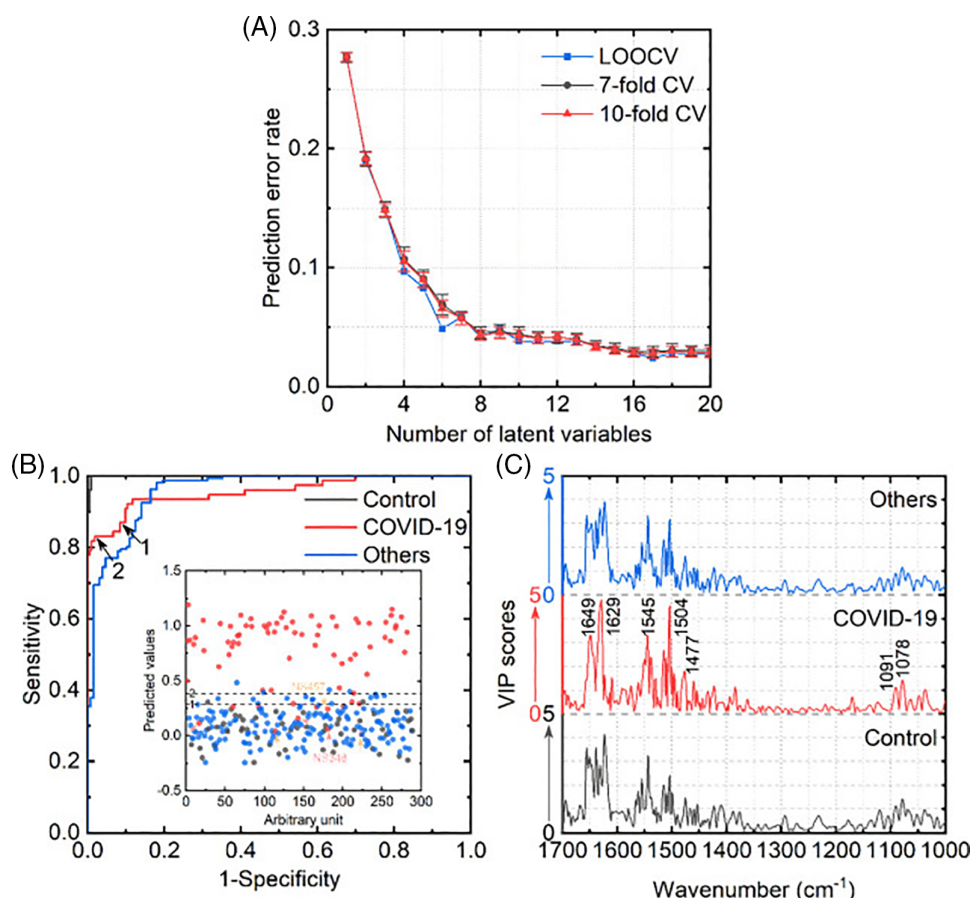 (A)
0.3
0.2
0.1
0.0
Prediction error rate
LOOCV
7-fold CV
10-fold CV
0 4 8 12 16 20
Number of latent variables
(B)
1.0
0.8
0.6
0.4
0.2
0.0
Sensitivity
Control
COVID-19
Others
1
2
1.5
1.0
0.5
0.0
-0.5
Predicted values
2
1
0 50 100 150 200 250 300
Arbitrary unit
0.0 0.2 0.4 0.6 0.8 1.0
1-Specificity
(C)
5
Others
50
1649
1629
1545
1504
1477
COVID-19
1091
1078
VIP scores
05
Control
0
1700 1600 1500 1400 1300 1200 1100 1000
Wavenumber (cm⁻¹)